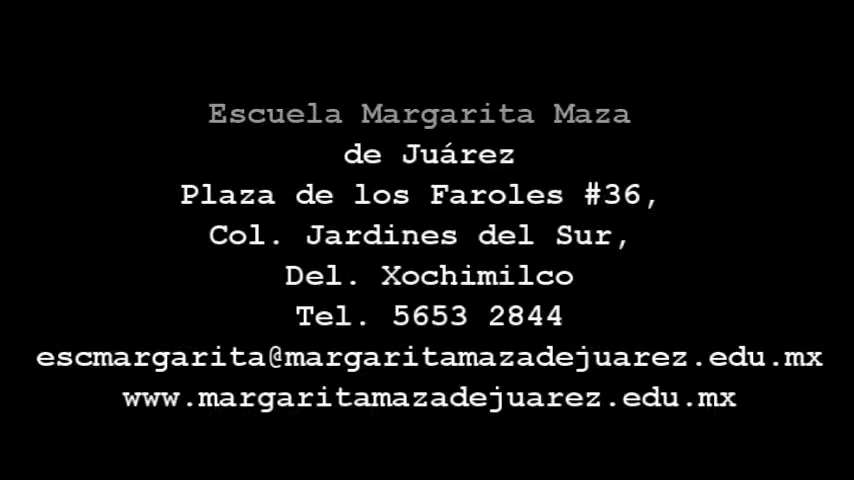 Escuela Margarita Maza
de Juárez
Plaza de los Faroles #36,
Col. Jardines del Sur,
Del. Xochimilco
Tel. 5653 2844
escmargarita@margaritamazadejuarez.edu.mx
www.margaritamazadejuarez.edu.mx